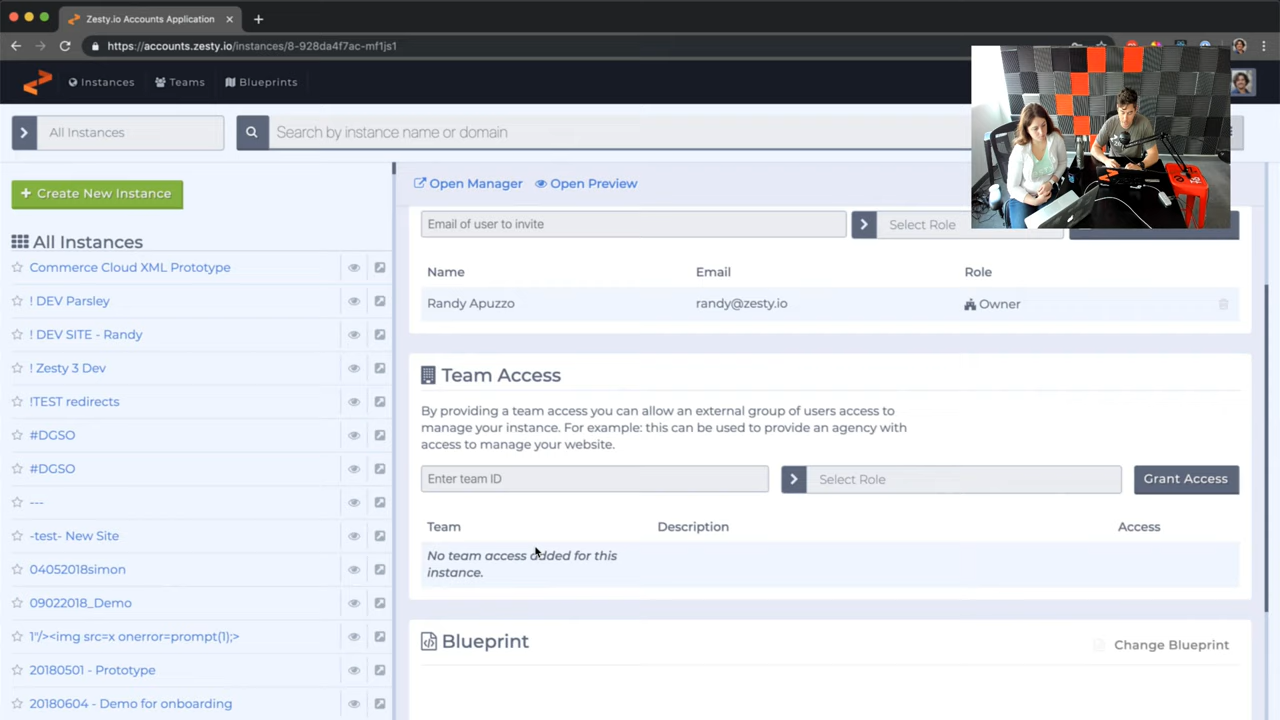 Zesty.io Accounts Application
https://accounts.zesty.io/instances/8-928da4f7ac-mf1js1
Instances
Teams
Blueprints
All Instances
Search by instance name or domain
+ Create New Instance
All Instances
Commerce Cloud XML Prototype
! DEV Parsley
! DEV SITE - Randy
! Zesty 3 Dev
!TEST redirects
#DGSO
#DGSO
---
-test- New Site
04052018simon
09022018_Demo
1"/><img src=x onerror=prompt(1);>
20180501 - Prototype
20180604 - Demo for onboarding
Open Manager
Open Preview
Email of user to invite
Select Role
Name Email Role
Randy Apuzzo randy@zesty.io Owner
Team Access
By providing a team access you can allow an external group of users access to
manage your instance. For example: this can be used to provide an agency with
access to manage your website.
Enter team ID
Select Role
Grant Access
Team Description Access
No team access added for this
instance.
Blueprint
Change Blueprint